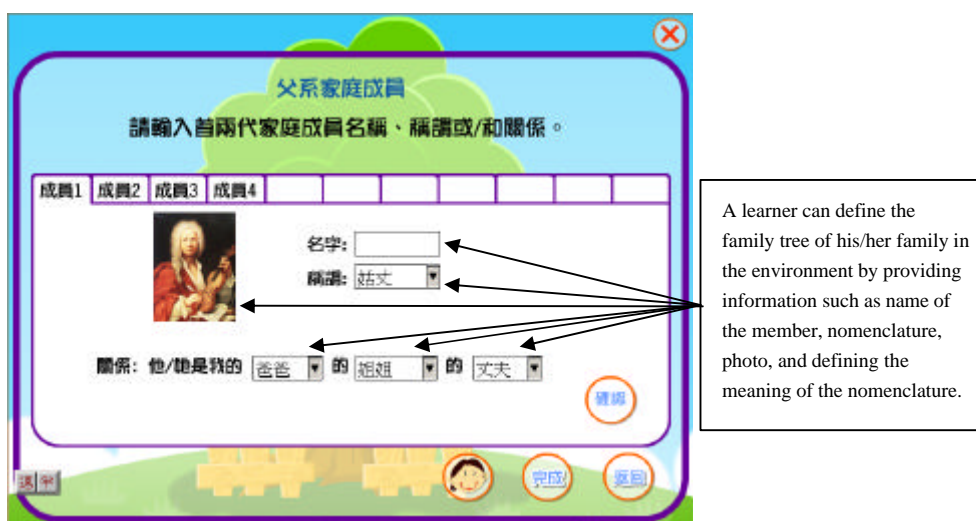 父系家庭成員
請輸入首兩代家庭成員名稱、稱謂或/和關係。
成員1 成員2 成員3 成員4
名字:
稱謂: 姑丈
關係: 他/她是我的 爸爸 的 姐姐 的 丈夫
確認
完成 返回
A learner can define the
family tree of his/her family in
the environment by providing
information such as name of
the member, nomenclature,
photo, and defining the
meaning of the nomenclature.